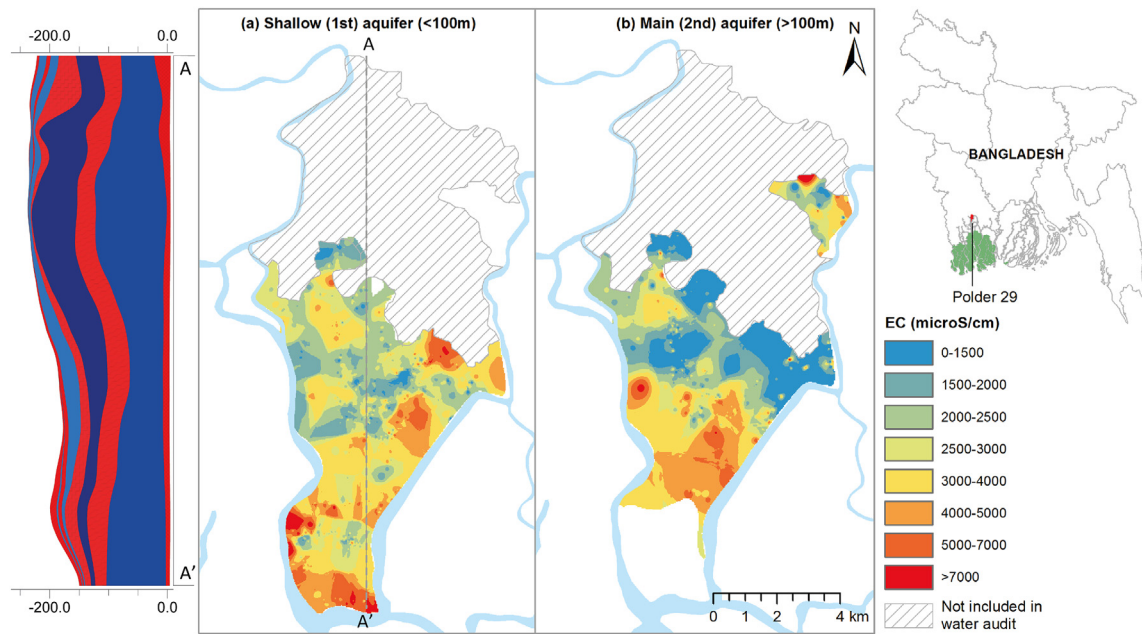 -200.0 0.0
A
A'
-200.0 0.0
(a) Shallow (1st) aquifer (<100m)
A
A'
(b) Main (2nd) aquifer (>100m)
N
0 1 2 4 km
BANGLADESH
Polder 29
EC (microS/cm)
0-1500
1500-2000
2000-2500
2500-3000
3000-4000
4000-5000
5000-7000
>7000
Not included in
water audit